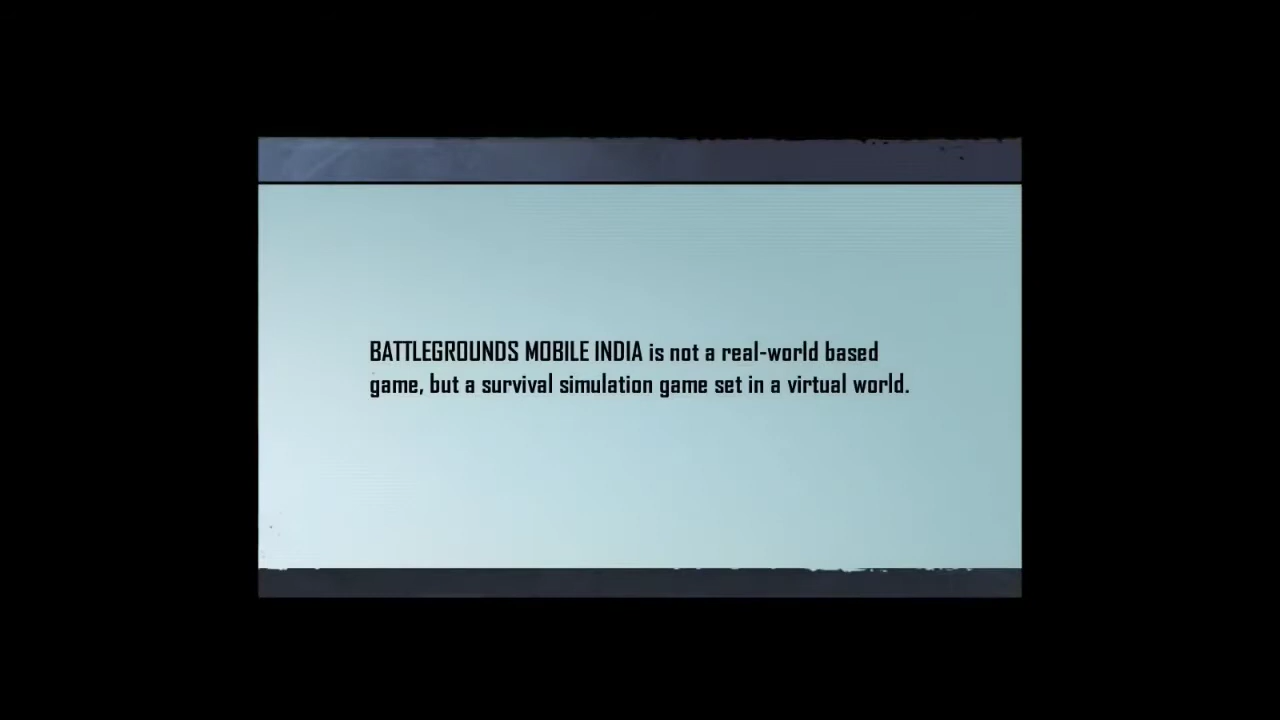 BATTLEGROUNDS MOBILE INDIA is not a real-world based
game, but a survival simulation game set in a virtual world.